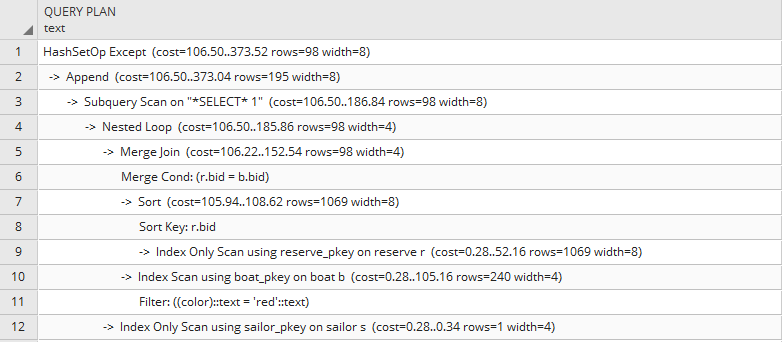 QUERY PLAN
text
1 HashSetOp Except (cost=106.50..373.52 rows=98 width=8)
2 -> Append (cost=106.50..373.04 rows=195 width=8)
3 -> Subquery Scan on "*SELECT* 1" (cost=106.50..186.84 rows=98 width=8)
4 -> Nested Loop (cost=106.50..185.86 rows=98 width=4)
5 -> Merge Join (cost=106.22..152.54 rows=98 width=4)
6 Merge Cond: (r.bid = b.bid)
7 -> Sort (cost=105.94..108.62 rows=1069 width=8)
8 Sort Key: r.bid
9 -> Index Only Scan using reserve_pkey on reserve r (cost=0.28..52.16 rows=1069 width=8)
10 -> Index Scan using boat_pkey on boat b (cost=0.28..105.16 rows=240 width=4)
11 Filter: ((color)::text = 'red'::text)
12 -> Index Only Scan using sailor_pkey on sailor s (cost=0.28..0.34 rows=1 width=4)